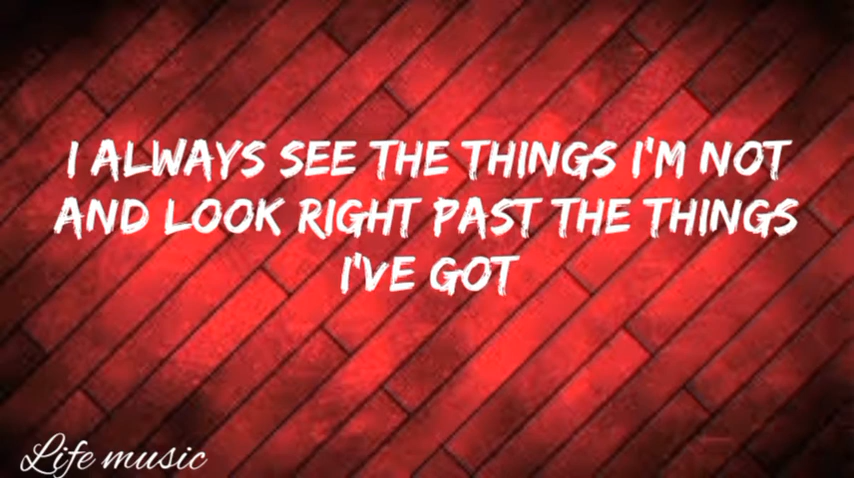 I ALWAYS SEE THE THINGS I'M NOT
AND LOOK RIGHT PAST THE THINGS
I'VE GOT
Life music